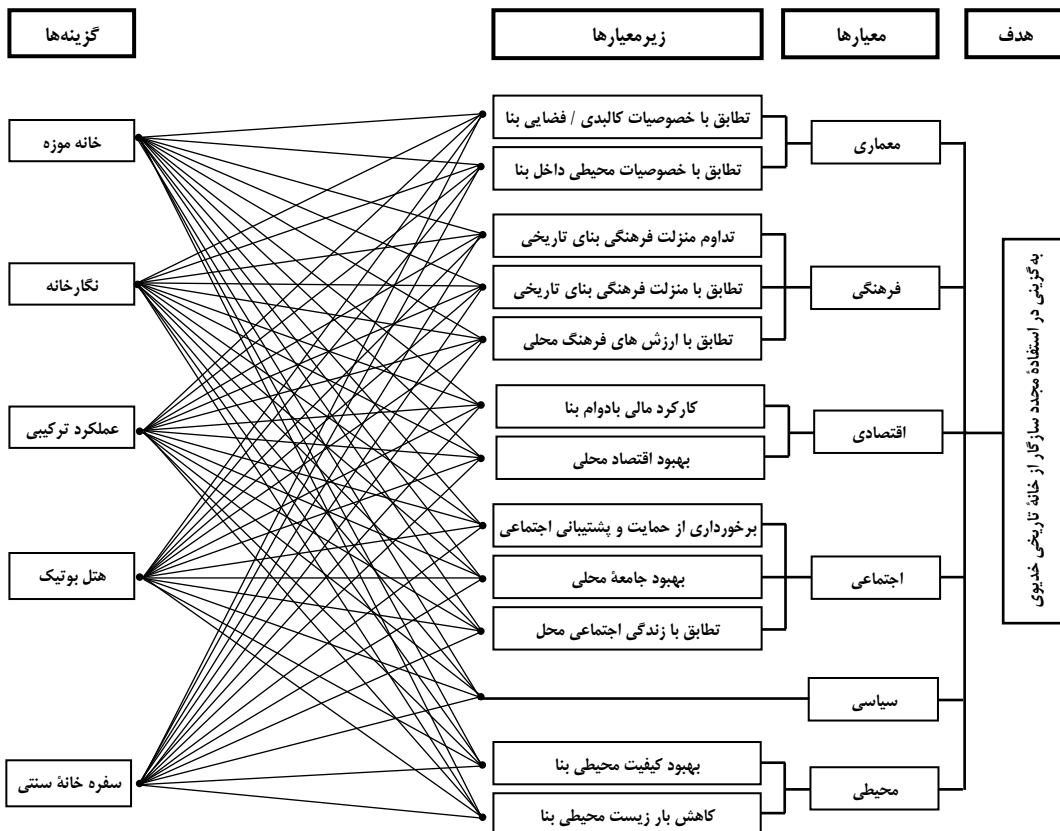 هدف
معیارها
زیرمعیارها
گزینه‌ها
به‌گزینی در استفادۀ مجدد سازگار از خانۀ تاریخی خدیوی
معماری
تطابق با خصوصیات کالبدی / فضایی بنا
تطابق با خصوصیات محیطی داخل بنا
فرهنگی
تداوم منزلت فرهنگی بنای تاریخی
تطابق با منزلت فرهنگی بنای تاریخی
تطابق با ارزش های فرهنگ محلی
اقتصادی
کارکرد مالی بادوام بنا
بهبود اقتصاد محلی
اجتماعی
برخورداری از حمایت و پشتیبانی اجتماعی
بهبود جامعۀ محلی
تطابق با زندگی اجتماعی محل
سیاسی
محیطی
بهبود کیفیت محیطی بنا
کاهش بار زیست محیطی بنا
خانه موزه
نگارخانه
عملکرد ترکیبی
هتل بوتیک
سفره خانۀ سنتی